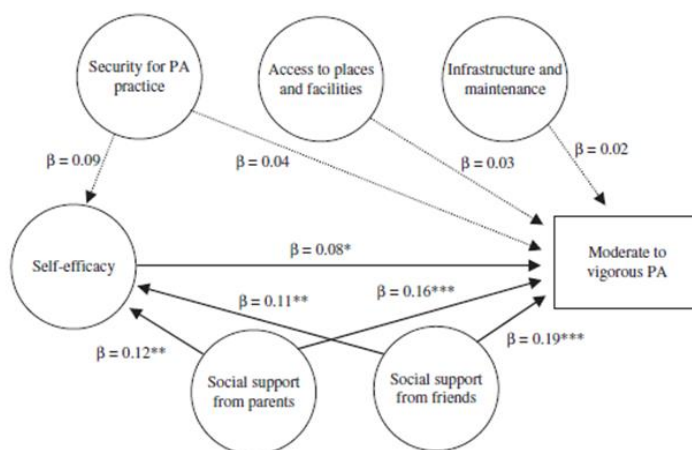 Security for PA
practice
Access to places
and facilities
Infrastructure and
maintenance
β = 0.09
β = 0.04
β = 0.03
β = 0.02
Self-efficacy
β = 0.08*
Moderate to
vigorous PA
β = 0.11**
β = 0.16***
β = 0.12**
β = 0.19***
Social support
from parents
Social support
from friends